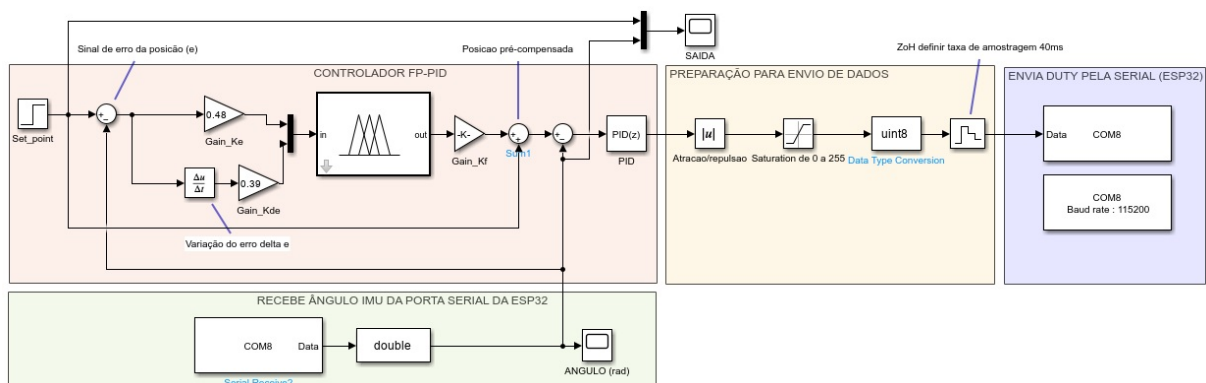 Sinal de erro da posicão (e)
Posicao pré-compensada
SAIDA
ZoH definir taxa de amostragem 40ms
CONTROLADOR FP-PID
PREPARAÇÃO PARA ENVIO DE DADOS
ENVIA DUTY PELA SERIAL (ESP32)
Set_point
0.48
Gain_Ke
in
out
-K-
Gain_Kf
Sum1
PID(z)
PID
|u|
Atracao/repulsao
Saturation de 0 a 255
uint8
Data Type Conversion
Data
COM8
COM8
Baud rate : 115200
Δu
Δt
0.39
Gain_Kde
Variação do erro delta e
RECEBE ÂNGULO IMU DA PORTA SERIAL DA ESP32
COM8
Data
double
ANGULO (rad)
Serial Receive2